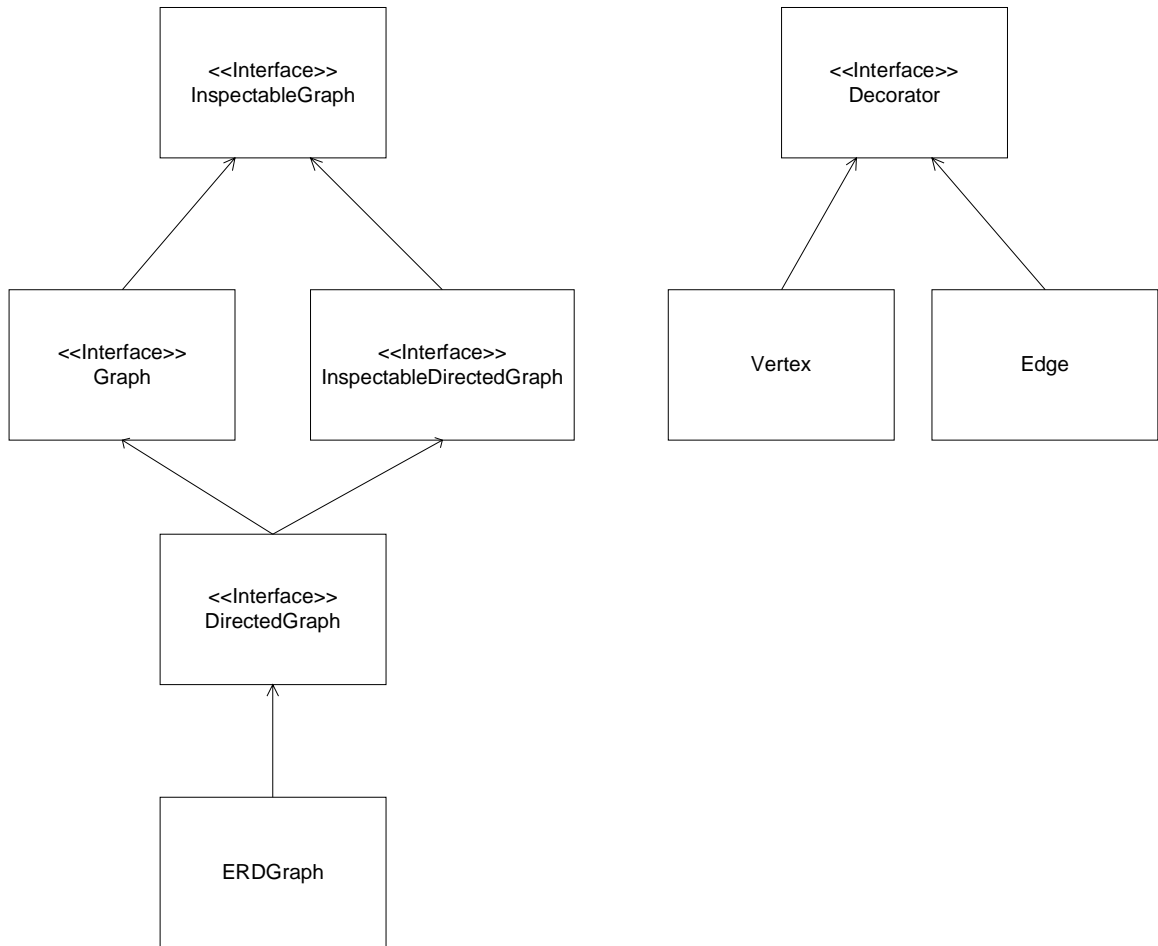 <<Interface>>
InspectableGraph
<<Interface>>
Decorator
<<Interface>>
Graph
<<Interface>>
InspectableDirectedGraph
Vertex
Edge
<<Interface>>
DirectedGraph
ERDGraph